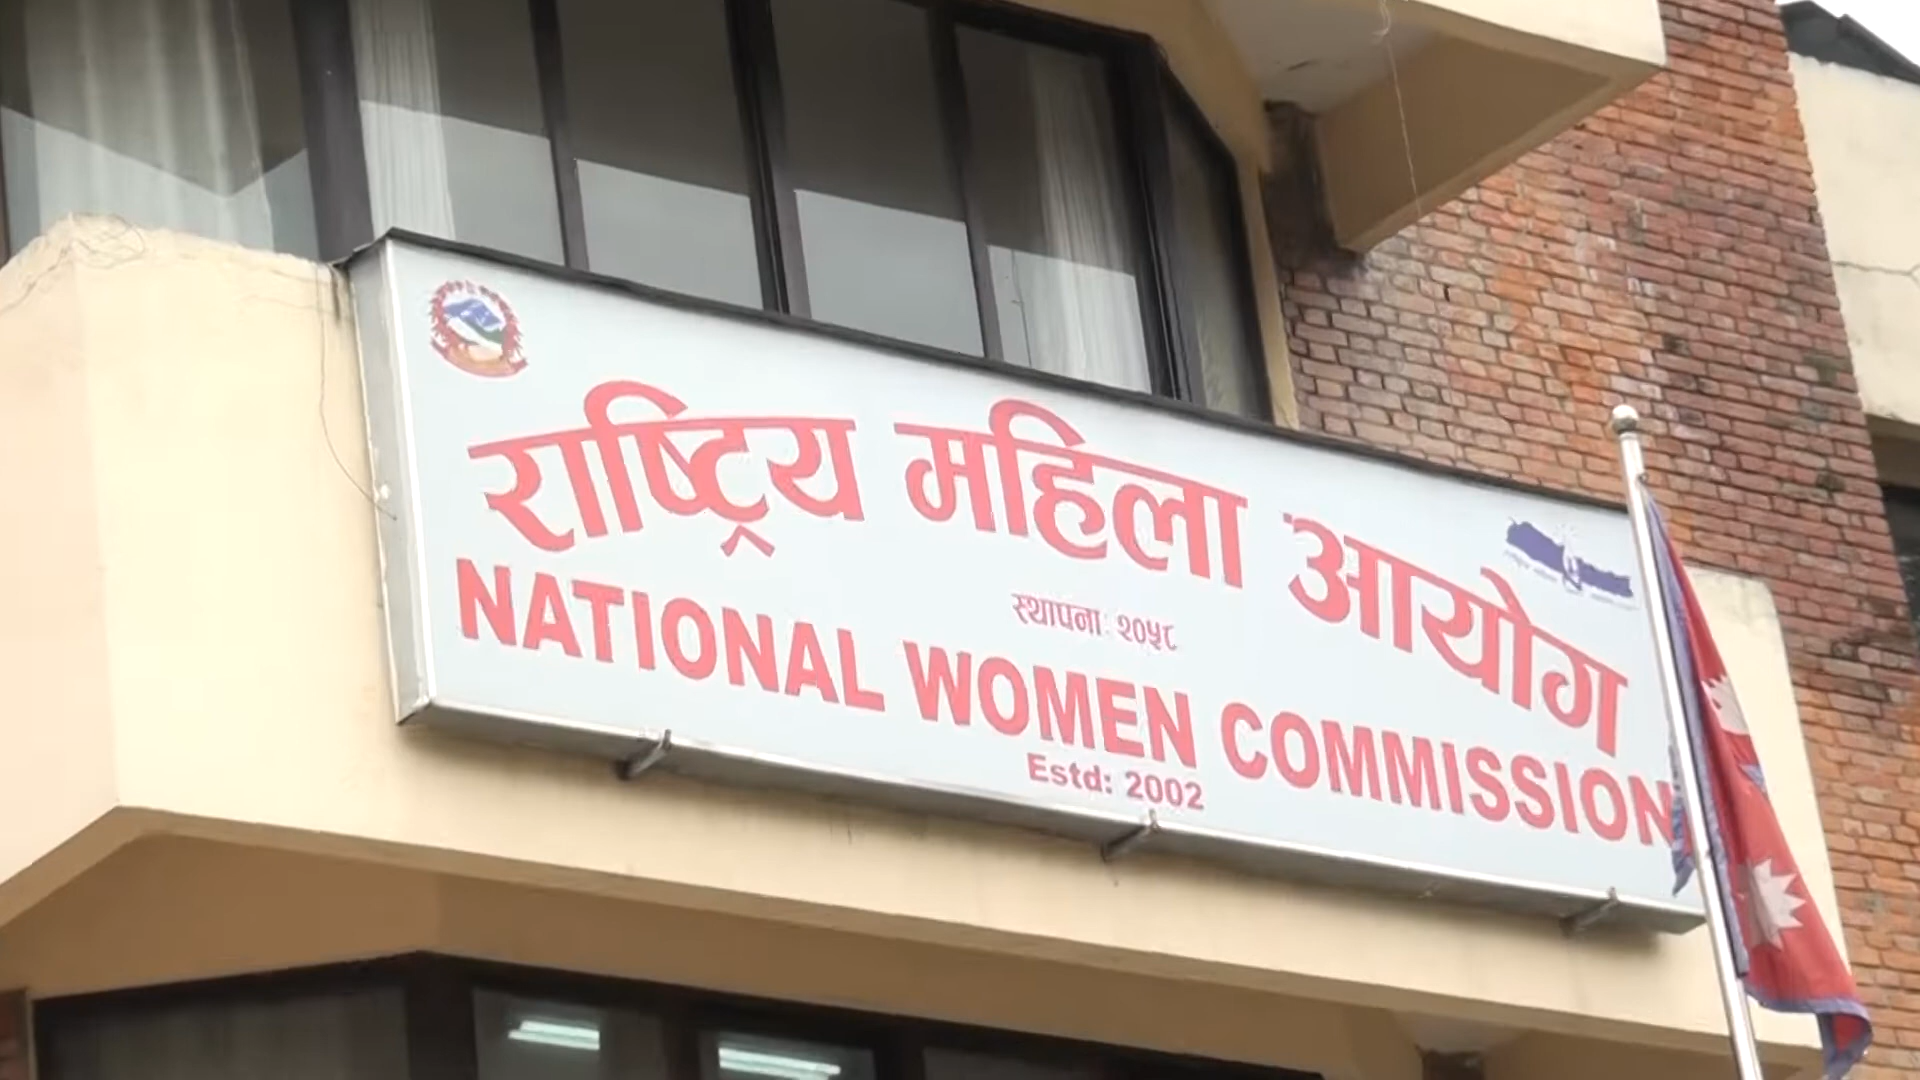 राष्ट्रिय महिला आयोग
स्थापना: २०५८
NATIONAL WOMEN COMMISSION
Estd: 2002